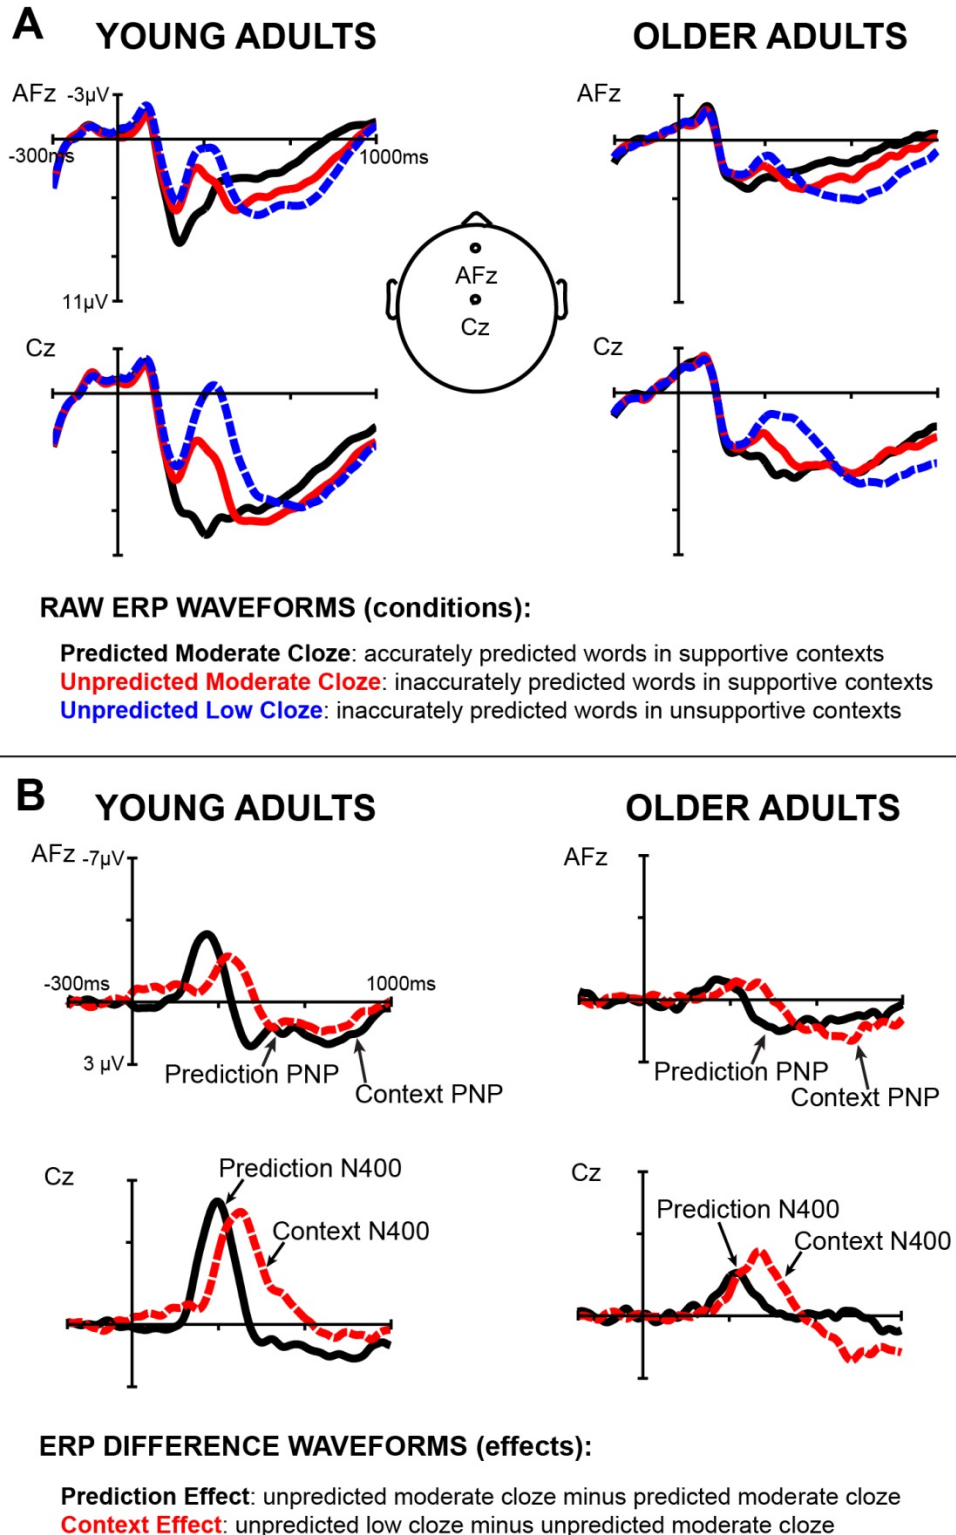 A
YOUNG ADULTS
OLDER ADULTS
AFz
-3µV
AFz
-300ms
1000ms
11µV
AFz
Cz
Cz
Cz
RAW ERP WAVEFORMS (conditions):
Predicted Moderate Cloze: accurately predicted words in supportive contexts
Unpredicted Moderate Cloze: inaccurately predicted words in supportive contexts
Unpredicted Low Cloze: inaccurately predicted words in unsupportive contexts
B
YOUNG ADULTS
OLDER ADULTS
AFz
-7µV
AFz
-300ms
1000ms
3 µV
Prediction PNP
Context PNP
Prediction PNP
Context PNP
Cz
Prediction N400
Context N400
Cz
Prediction N400
Context N400
ERP DIFFERENCE WAVEFORMS (effects):
Prediction Effect: unpredicted moderate cloze minus predicted moderate cloze
Context Effect: unpredicted low cloze minus unpredicted moderate cloze